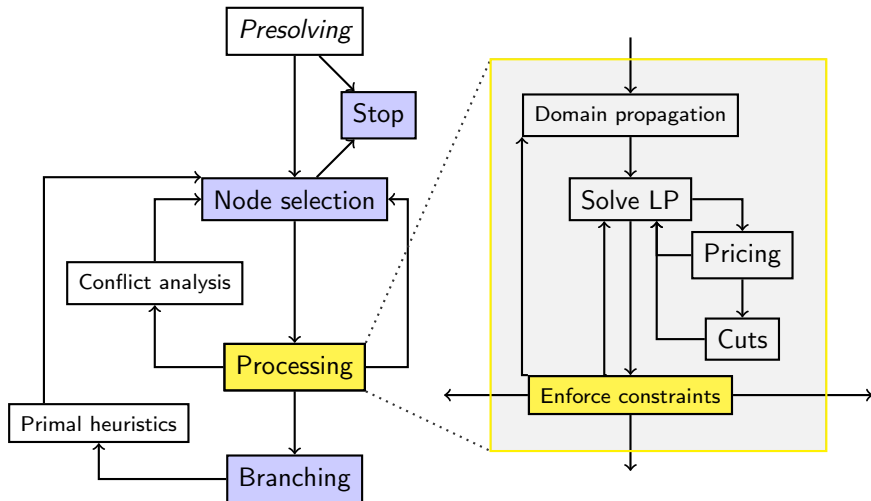 Presolving
Stop
Node selection
Conflict analysis
Processing
Primal heuristics
Branching
Domain propagation
Solve LP
Pricing
Cuts
Enforce constraints